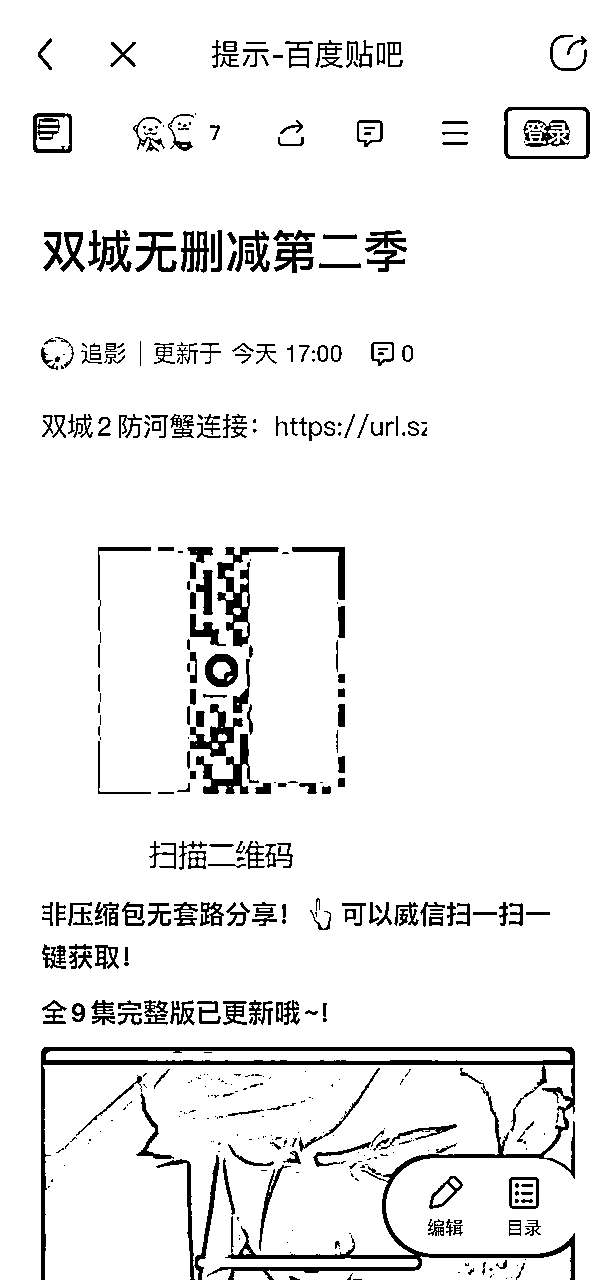 提示-百度贴吧
7
登录
双城无删减第二季
追影 | 更新于 今天 17:00 0
双城2防河蟹连接：https://url.sz
扫描二维码
非压缩包无套路分享！👆可以威信扫一扫一
键获取！
全9集完整版已更新哦~!
编辑 目录